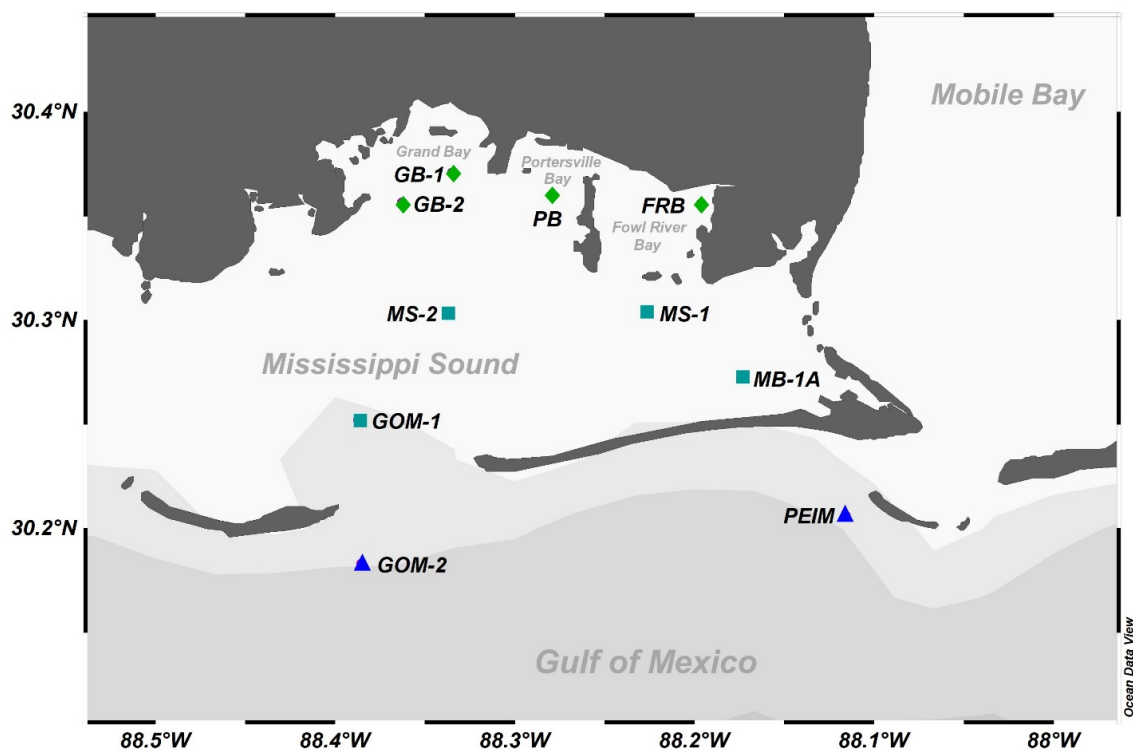 Mobile Bay
30.4°N
Grand Bay
Portersville
Bay
GB-1
GB-2
PB
FRB
Fowl River
Bay
30.3°N
MS-2
MS-1
Mississippi Sound
MB-1A
GOM-1
30.2°N
PEIM
GOM-2
Gulf of Mexico
Ocean Data View
88.5°W
88.4°W
88.3°W
88.2°W
88.1°W
88°W